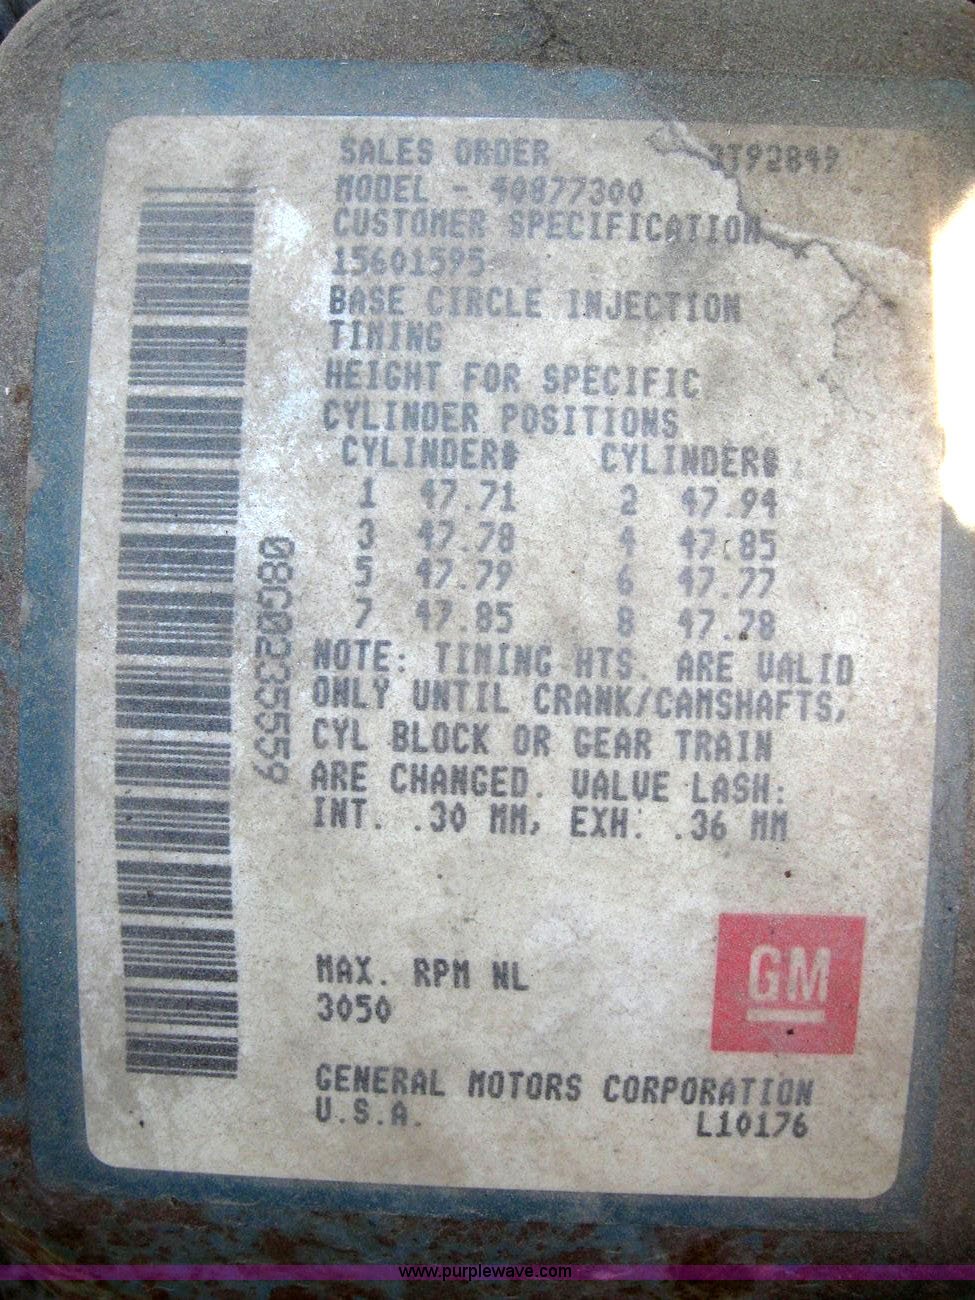 SALES ORDER 3T92849
MODEL - 40877300
CUSTOMER SPECIFICATION
15601595
BASE CIRCLE INJECTION
TIMING
HEIGHT FOR SPECIFIC
CYLINDER POSITIONS
CYLINDER# CYLINDER#
1 47.71 2 47.94
3 47.78 4 47.85
5 47.79 6 47.77
7 47.85 8 47.78
NOTE: TIMING HTS. ARE VALID
ONLY UNTIL CRANK/CAMSHAFTS,
CYL BLOCK OR GEAR TRAIN
ARE CHANGED. VALVE LASH:
INT. .30 MM, EXH. .36 MM
08G0235559
MAX. RPM NL
3050
GM
GENERAL MOTORS CORPORATION
U.S.A. L10176
www.purplewave.com